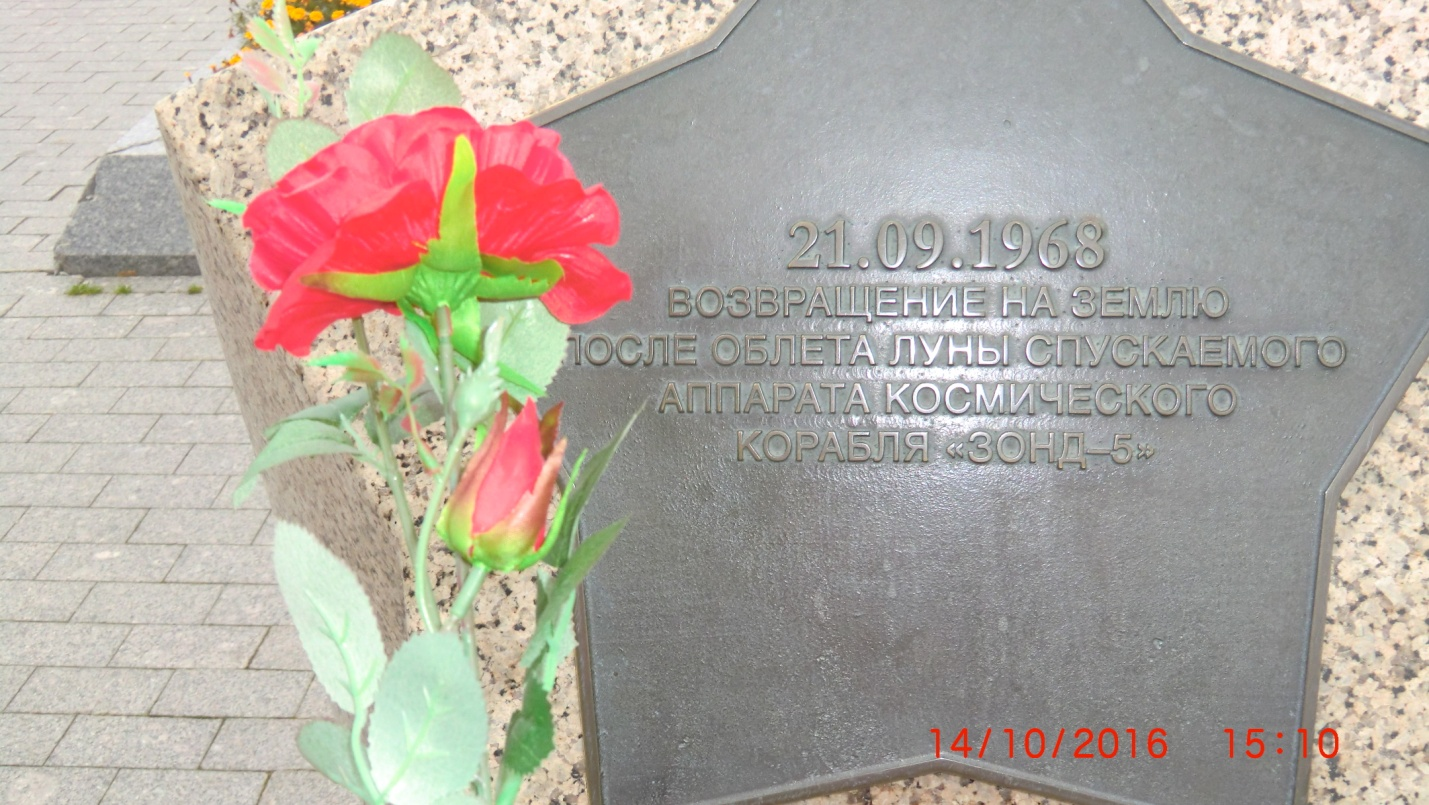 21.09.1968
ВОЗВРАЩЕНИЕ НА ЗЕМЛЮ
ПОСЛЕ ОБЛЕТА ЛУНЫ СПУСКАЕМОГО
АППАРАТА КОСМИЧЕСКОГО
КОРАБЛЯ «ЗОНД–5»
14/10/2016 15:10